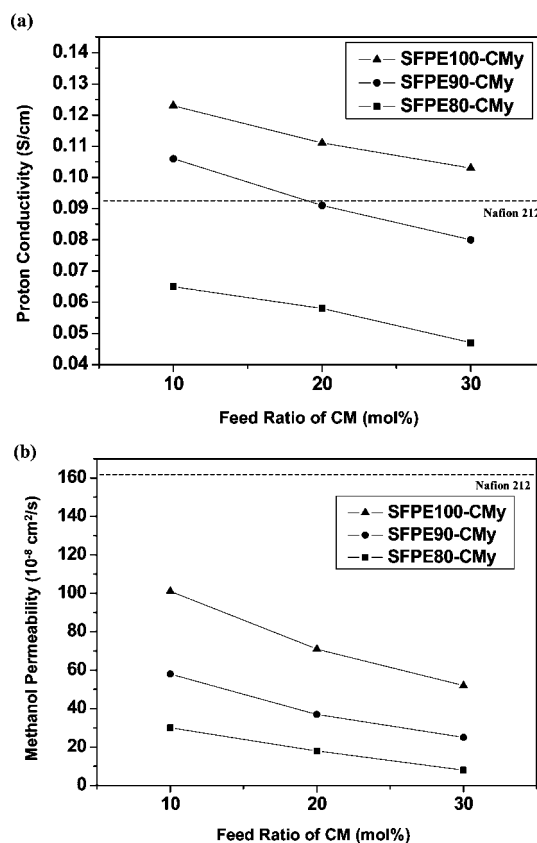 (a)
0.14
0.13
0.12
0.11
0.10
0.09
0.08
0.07
0.06
0.05
0.04
Proton Conductivity (S/cm)
SFPE100-CMy
SFPE90-CMy
SFPE80-CMy
Nafion 212
10 20 30
Feed Ratio of CM (mol%)
(b)
160
140
120
100
80
60
40
20
0
Methanol Permeability (10⁻⁸ cm²/s)
Nafion 212
SFPE100-CMy
SFPE90-CMy
SFPE80-CMy
10 20 30
Feed Ratio of CM (mol%)